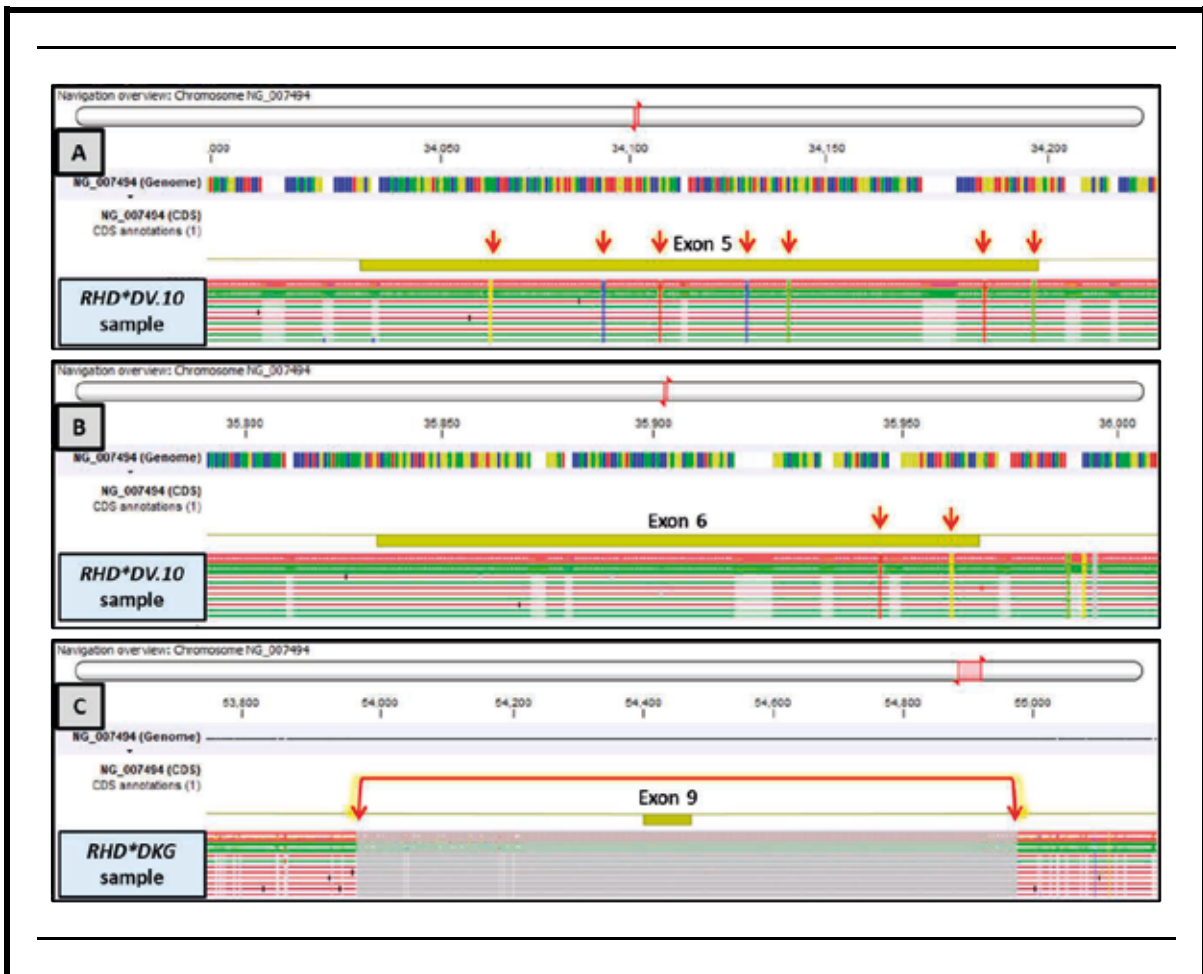 Navigation overview: Chromosome NG_007494
A
,000 34,050 34,100 34,150 34,200
NG_007494 (Genome)
NG_007494 (CDS)
CDS annotations (1)
Exon 5
RHD*DV.10
sample
Navigation overview: Chromosome NG_007494
B
35,800 35,850 35,900 35,950 36,000
NG_007494 (Genome)
NG_007494 (CDS)
CDS annotations (1)
Exon 6
RHD*DV.10
sample
Navigation overview: Chromosome NG_007494
C
53,800 54,000 54,200 54,400 54,600 54,800 55,000
NG_007494 (Genome)
NG_007494 (CDS)
CDS annotations (1)
Exon 9
RHD*DKG
sample